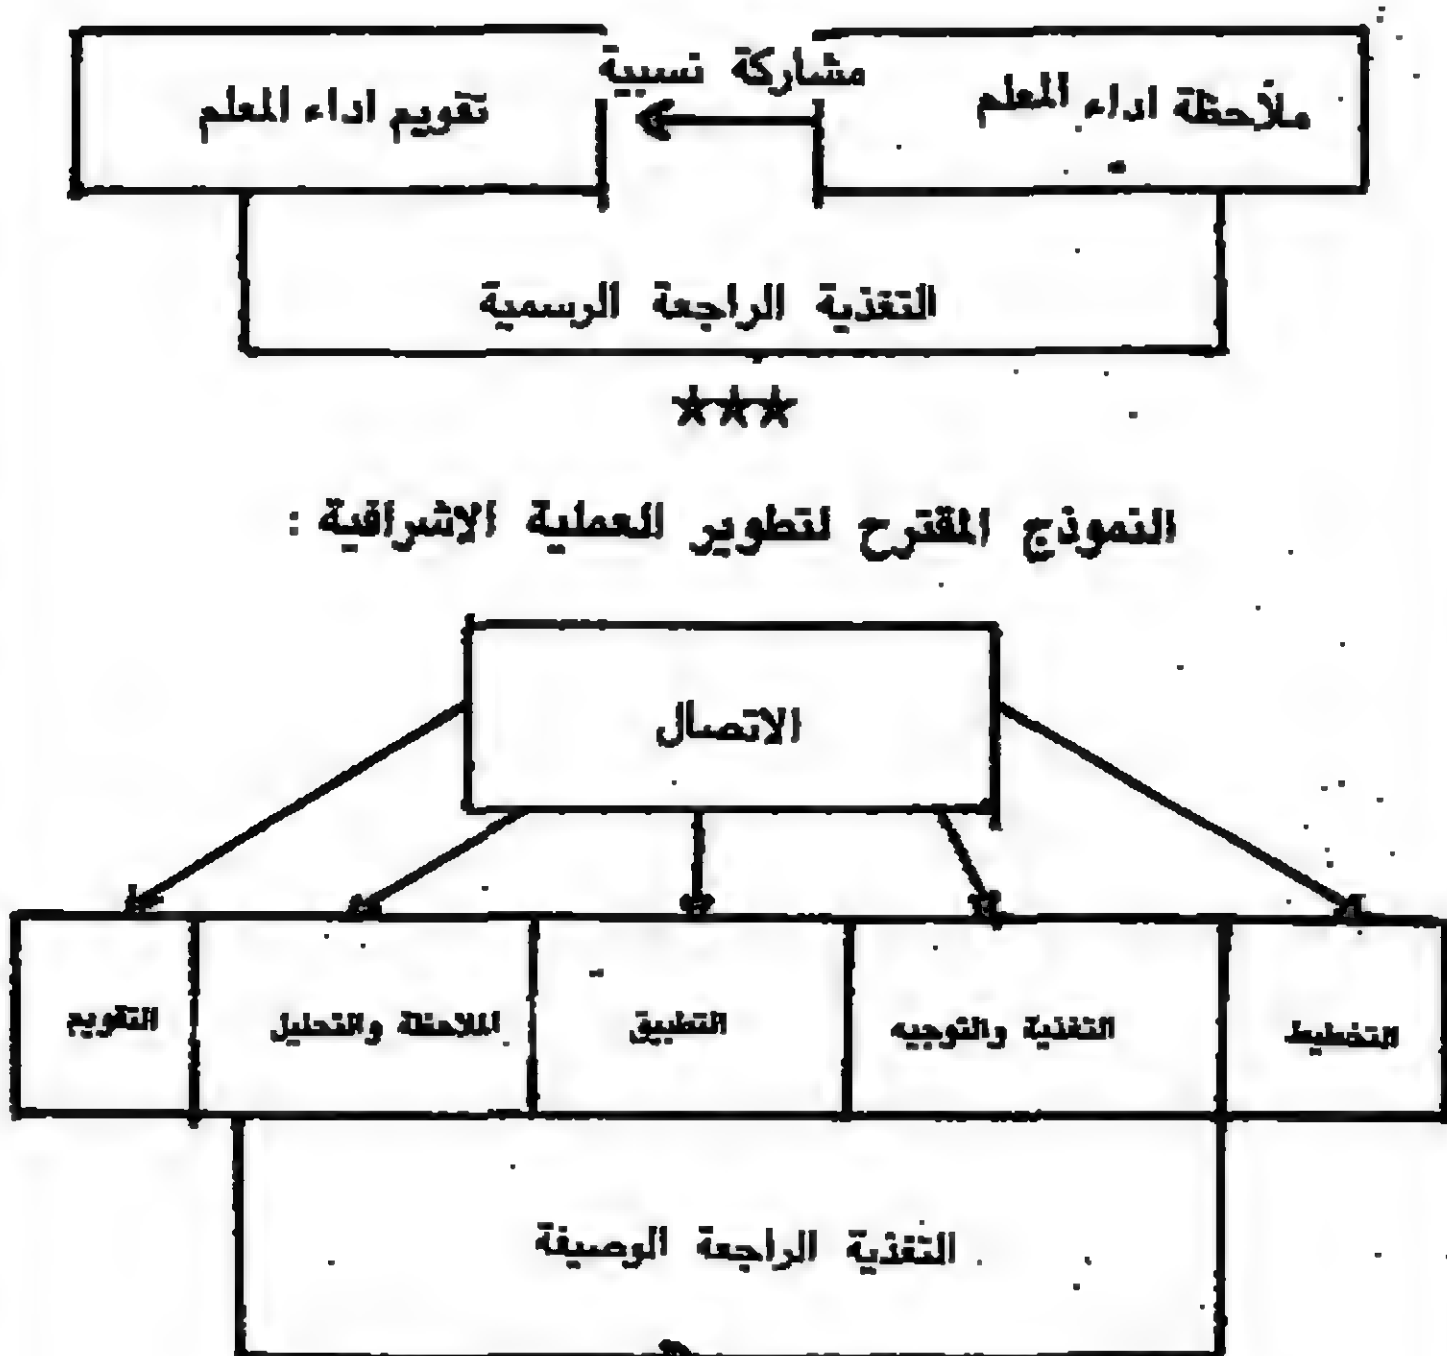 مشاركة نسبية
ملاحظة اداء المعلم
تقويم اداء المعلم
التغذية الراجعة الرسمية
***
النموذج المقترح لتطوير العملية الاشرافية :
الاتصال
التخطيط
التغذية والتوجيه
التطبيق
الملاحظة والتحليل
التقويم
التغذية الراجعة الوصيفة